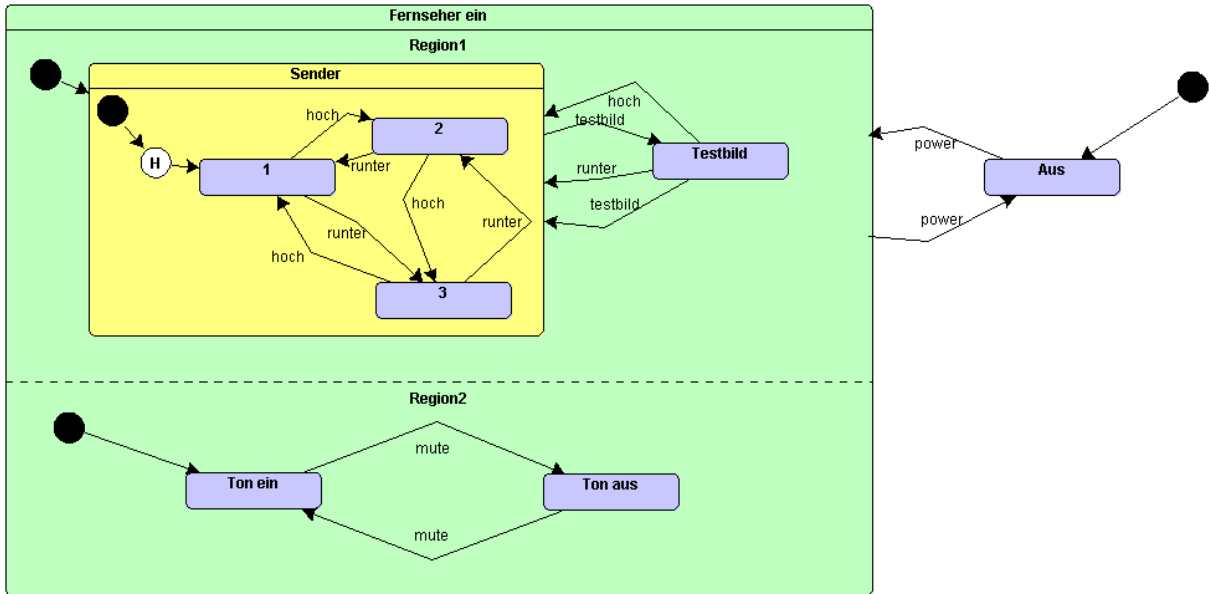 Fernseher ein
Region1
Sender
hoch
2
hoch
testbild
H
1
runter
Testbild
runter
testbild
hoch
runter
runter
hoch
3
power
Aus
power
Region2
mute
Ton ein
Ton aus
mute